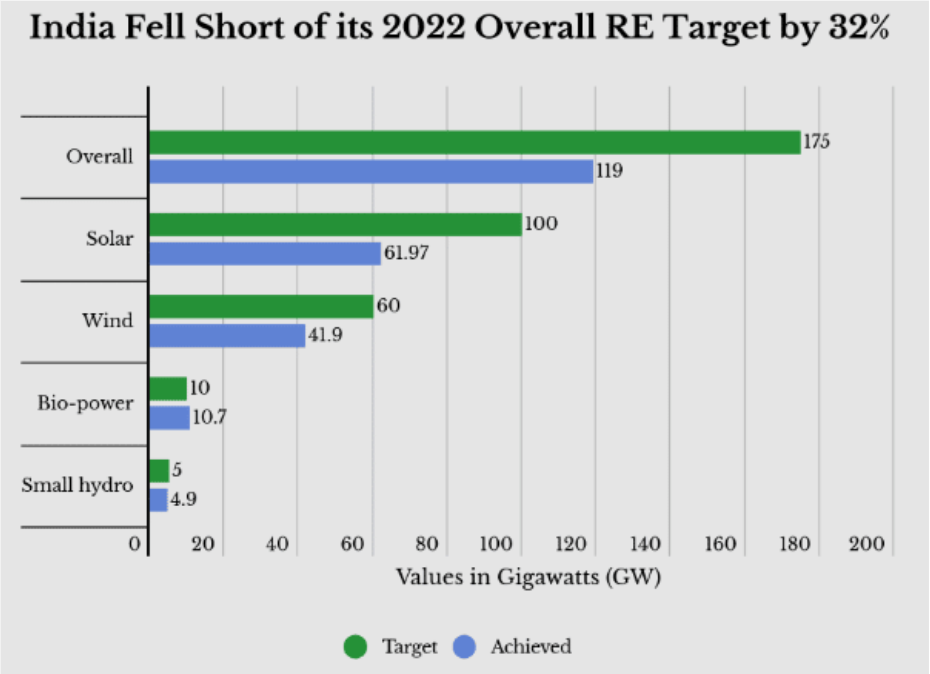 India Fell Short of its 2022 Overall RE Target by 32%
Overall
175
119
Solar
100
61.97
Wind
60
41.9
Bio-power
10
10.7
Small hydro
5
4.9
0 20 40 60 80 100 120 140 160 180 200
Values in Gigawatts (GW)
Target Achieved